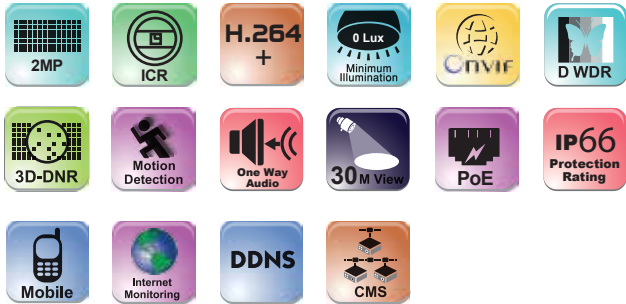 2MP
ICR
H.264
+
0 Lux
Minimum
Illumination
Onvif
D WDR
3D-DNR
Motion
Detection
One Way
Audio
30M View
PoE
IP66
Protection
Rating
Mobile
Internet
Monitoring
DDNS
CMS